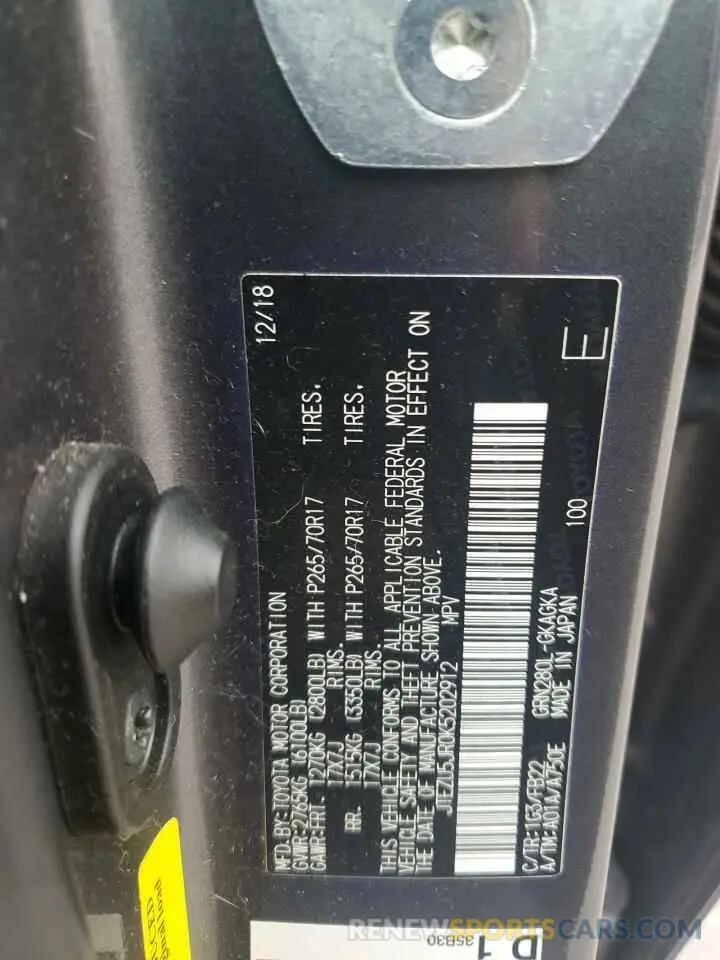 12/18
MFD.BY:TOYOTA MOTOR CORPORATION
GVWR:2765KG (6100LB)
GAWR:FRT. 1270KG (2800LB) WITH P265/70R17 TIRES,
17X7J RIMS,
RR. 1515KG (3350LB) WITH P265/70R17 TIRES,
17X7J RIMS,
THIS VEHICLE CONFORMS TO ALL APPLICABLE FEDERAL MOTOR
VEHICLE SAFETY AND THEFT PREVENTION STANDARDS IN EFFECT ON
THE DATE OF MANUFACTURE SHOWN ABOVE.
JTEZU5JR0K5202912 MPV
100
C/TR:1G3/FB22 GRN280L-GKAGKA
A/TM:A01A/A750E MADE IN JAPAN
E
D1
35B30
RENEWSPORTSCARS.COM